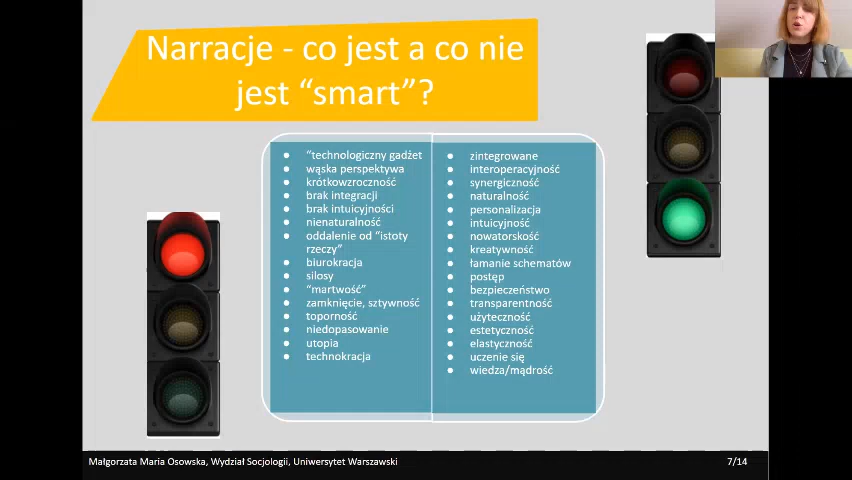 Narracje - co jest a co nie
jest “smart”?
“technologiczny gadżet
wąska perspektywa
krótkowzroczność
brak integracji
brak intuicyjności
nienaturalność
oddalenie od “istoty
rzeczy”
biurokracja
silosy
“martwość”
zamknięcie, sztywność
toporność
niedopasowanie
utopia
technokracja
zintegrowane
interoperacyjność
synergiczność
naturalność
personalizacja
intuicyjność
nowatorskość
kreatywność
łamanie schematów
postęp
bezpieczeństwo
transparentność
użyteczność
estetyczność
elastyczność
uczenie się
wiedza/mądrość
Małgorzata Maria Osowska, Wydział Socjologii, Uniwersytet Warszawski
7/14